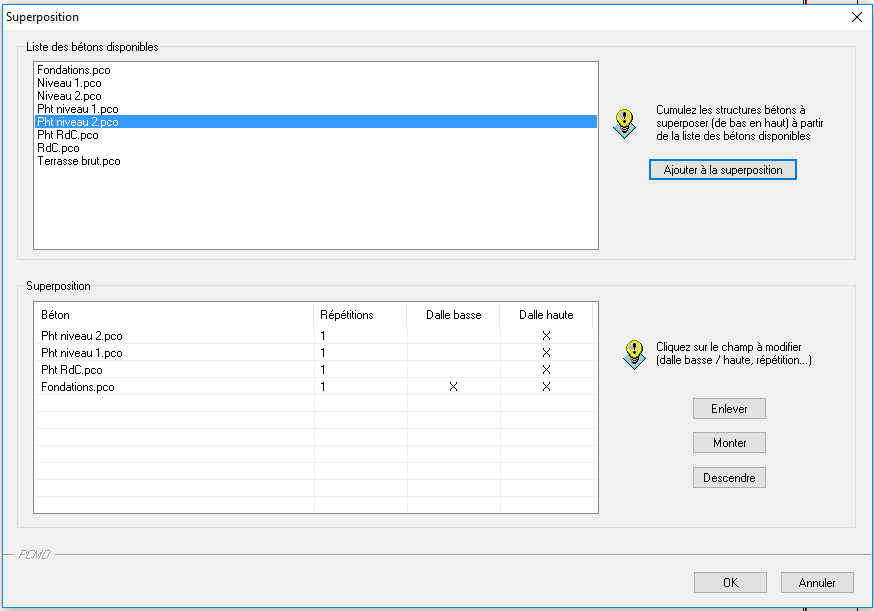 Superposition
Liste des bétons disponibles
Fondations.pco
Niveau 1.pco
Niveau 2.pco
Pht niveau 1.pco
Pht niveau 2.pco
Pht RdC.pco
RdC.pco
Terrasse brut.pco
Cumulez les structures bétons à
superposer (de bas en haut) à partir
de la liste des bétons disponibles
Ajouter à la superposition
Superposition
Béton Répétitions Dalle basse Dalle haute
Pht niveau 2.pco 1 X
Pht niveau 1.pco 1 X
Pht RdC.pco 1 X
Fondations.pco 1 X X
Cliquez sur le champ à modifier
(dalle basse / haute, répétition...)
Enlever
Monter
Descendre
PCMO
OK Annuler